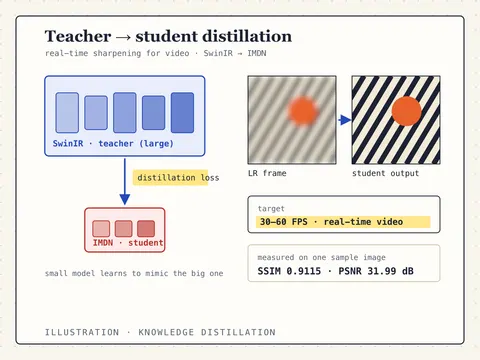 Teacher → student distillation
real-time sharpening for video · SwinIR → IMDN
SwinIR · teacher (large)
distillation loss
IMDN · student
small model learns to mimic the big one
LR frame
student output
target
30–60 FPS · real-time video
measured on one sample image
SSIM 0.9115 · PSNR 31.99 dB
ILLUSTRATION · KNOWLEDGE DISTILLATION